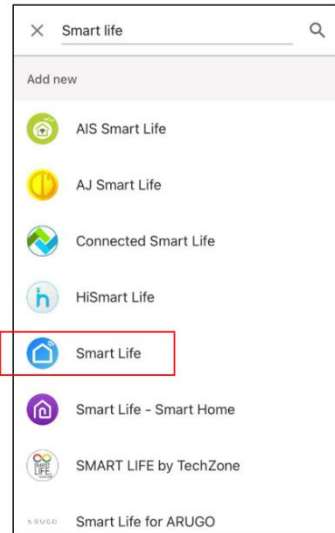 Smart life
Add new
AIS Smart Life
AJ Smart Life
Connected Smart Life
HiSmart Life
Smart Life
Smart Life - Smart Home
SMART LIFE by TechZone
ARUGO Smart Life for ARUGO